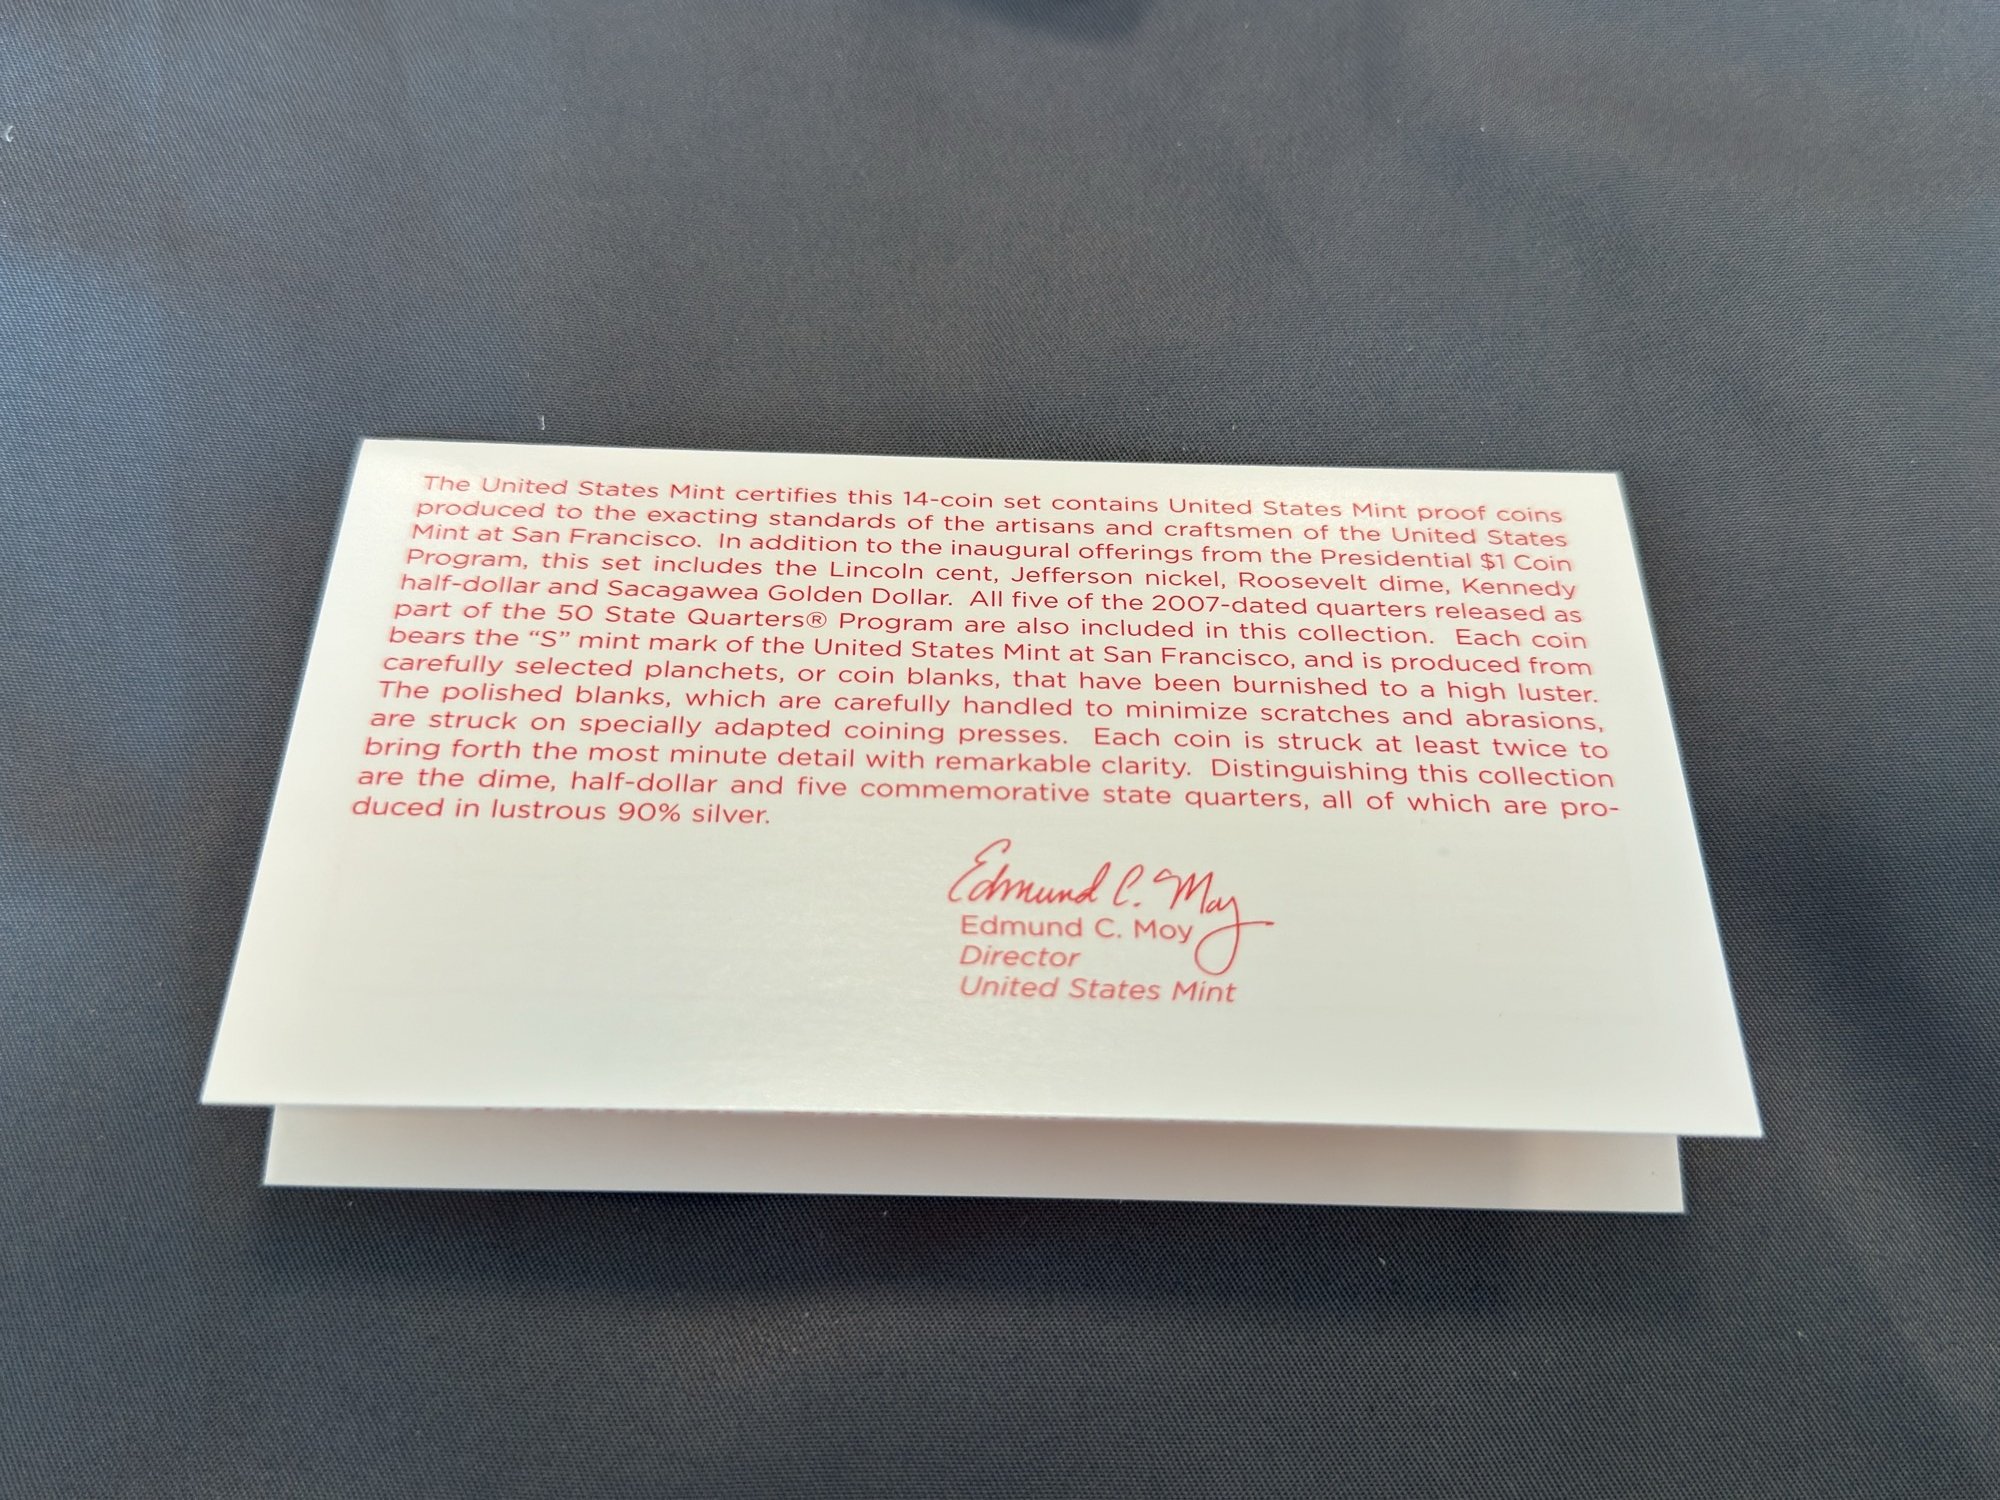 The United States Mint certifies this 14-coin set contains United States Mint proof coins
produced to the exacting standards of the artisans and craftsmen of the United States
Mint at San Francisco. In addition to the inaugural offerings from the Presidential $1 Coin
Program, this set includes the Lincoln cent, Jefferson nickel, Roosevelt dime, Kennedy
half-dollar and Sacagawea Golden Dollar. All five of the 2007-dated quarters released as
part of the 50 State Quarters® Program are also included in this collection. Each coin
bears the “S” mint mark of the United States Mint at San Francisco, and is produced from
carefully selected planchets, or coin blanks, that have been burnished to a high luster.
The polished blanks, which are carefully handled to minimize scratches and abrasions,
are struck on specially adapted coining presses. Each coin is struck at least twice to
bring forth the most minute detail with remarkable clarity. Distinguishing this collection
are the dime, half-dollar and five commemorative state quarters, all of which are pro-
duced in lustrous 90% silver.
Edmund C. Moy
Edmund C. Moy
Director
United States Mint